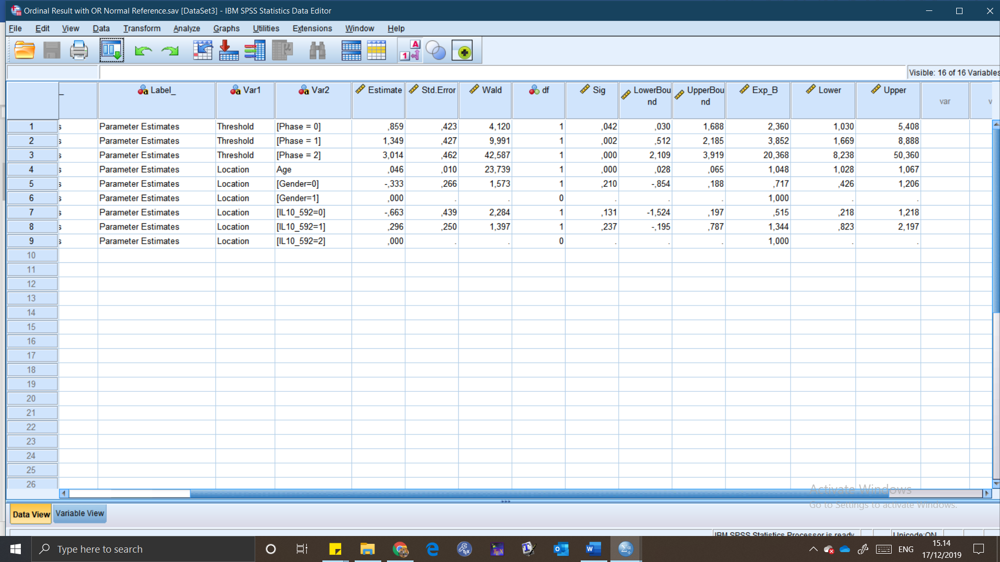 Ordinal Result with OR Normal Reference.sav [DataSet3] - IBM SPSS Statistics Data Editor
File Edit View Data Transform Analyze Graphs Utilities Extensions Window Help
Visible: 16 of 16 Variables
_ Label_ Var1 Var2 Estimate Std.Error Wald df Sig LowerBou UpperBou Exp_B Lower Upper var v
nd nd
1 s Parameter Estimates Threshold [Phase = 0] ,859 ,423 4,120 1 ,042 ,030 1,688 2,360 1,030 5,408
2 s Parameter Estimates Threshold [Phase = 1] 1,349 ,427 9,991 1 ,002 ,512 2,185 3,852 1,669 8,888
3 s Parameter Estimates Threshold [Phase = 2] 3,014 ,462 42,587 1 ,000 2,109 3,919 20,368 8,238 50,360
4 s Parameter Estimates Location Age ,046 ,010 23,739 1 ,000 ,028 ,065 1,048 1,028 1,067
5 s Parameter Estimates Location [Gender=0] -,333 ,266 1,573 1 ,210 -,854 ,188 ,717 ,426 1,206
6 s Parameter Estimates Location [Gender=1] ,000 . . 0 . . . 1,000 . .
7 s Parameter Estimates Location [IL10_592=0] -,663 ,439 2,284 1 ,131 -1,524 ,197 ,515 ,218 1,218
8 s Parameter Estimates Location [IL10_592=1] ,296 ,250 1,397 1 ,237 -,195 ,787 1,344 ,823 2,197
9 s Parameter Estimates Location [IL10_592=2] ,000 . . 0 . . . 1,000 . .
10
11
12
13
14
15
16
17
18
19
20
21
22
23
24
25
26
Activate Windows
Go to Settings to activate Windows.
Data View Variable View
IBM SPSS Statistics Processor is ready Unicode:ON
Type here to search
ENG
15.14
17/12/2019